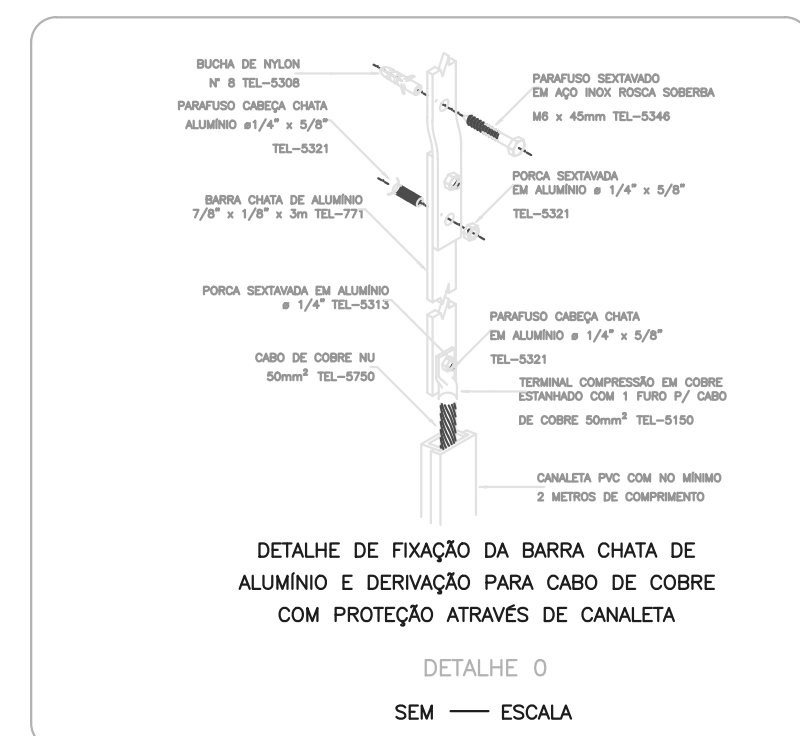 BUCHA DE NYLON
N° 8 TEL-5308
PARAFUSO CABEÇA CHATA
ALUMÍNIO ø1/4" x 5/8"
TEL-5321
BARRA CHATA DE ALUMÍNIO
7/8" x 1/8" x 3m TEL-771
PORCA SEXTAVADA EM ALUMÍNIO
ø 1/4" TEL-5313
CABO DE COBRE NU
50mm² TEL-5750
PARAFUSO SEXTAVADO
EM AÇO INOX ROSCA SOBERBA
M6 x 45mm TEL-5346
PORCA SEXTAVADA
EM ALUMÍNIO ø 1/4" x 5/8"
TEL-5321
PARAFUSO CABEÇA CHATA
EM ALUMÍNIO ø 1/4" x 5/8"
TEL-5321
TERMINAL COMPRESSÃO EM COBRE
ESTANHADO COM 1 FURO P/ CABO
DE COBRE 50mm² TEL-5150
CANALETA PVC COM NO MÍNIMO
2 METROS DE COMPRIMENTO
DETALHE DE FIXAÇÃO DA BARRA CHATA DE
ALUMÍNIO E DERIVAÇÃO PARA CABO DE COBRE
COM PROTEÇÃO ATRAVÉS DE CANALETA
DETALHE 0
SEM — ESCALA